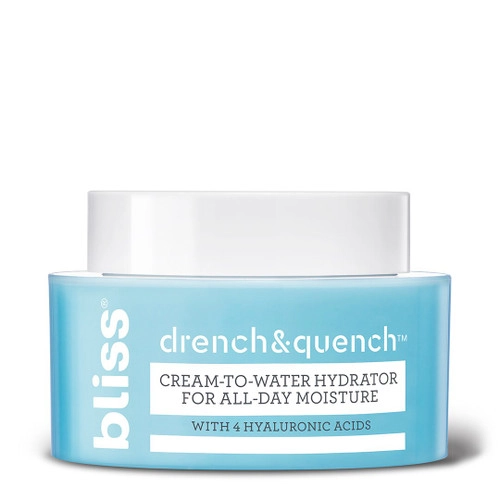 bliss®
drench&quench™
CREAM-TO-WATER HYDRATOR
FOR ALL-DAY MOISTURE
WITH 4 HYALURONIC ACIDS